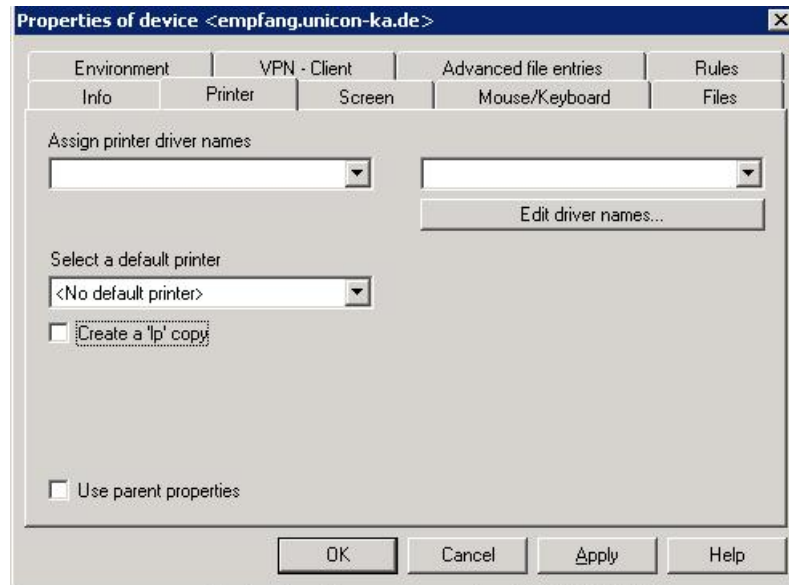 Properties of device <empfang.unicon-ka.de>
Environment VPN - Client Advanced file entries Rules
Info Printer Screen Mouse/Keyboard Files
Assign printer driver names
Edit driver names...
Select a default printer
<No default printer>
Create a 'lp' copy
Use parent properties
OK Cancel Apply Help